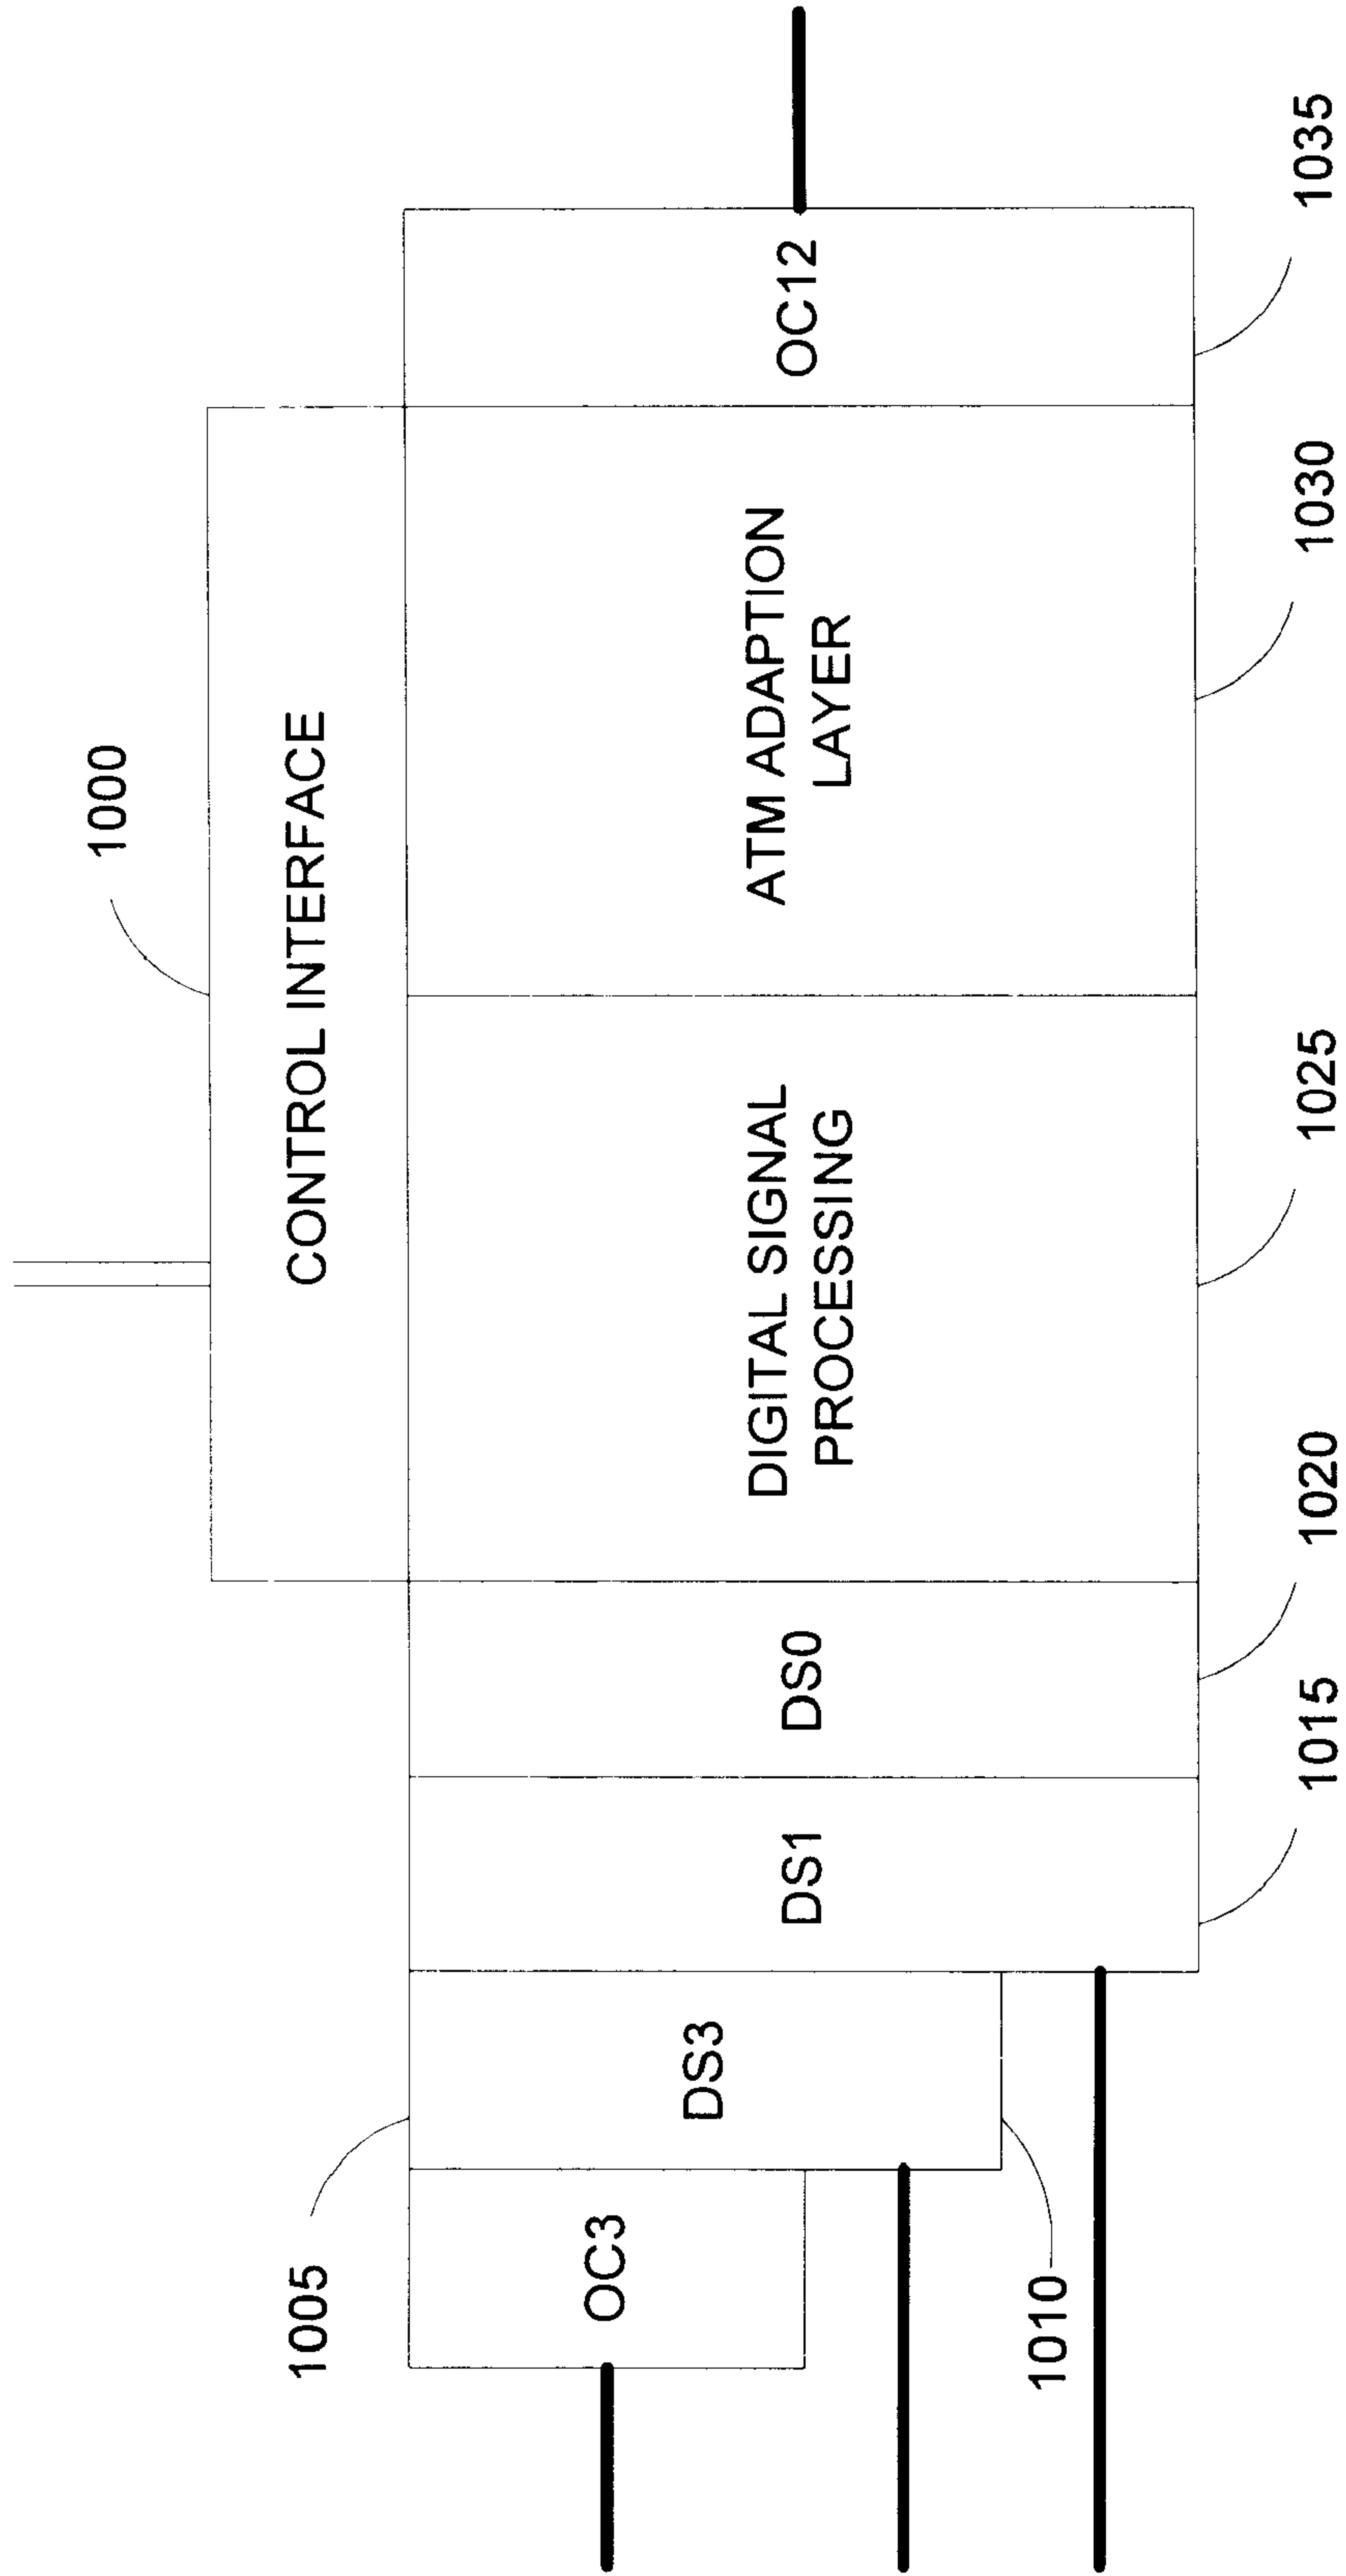 1000
CONTROL INTERFACE
1005
OC3
DS3
DS1
DS0
DIGITAL SIGNAL
PROCESSING
ATM ADAPTION
LAYER
OC12
1010
1015
1020
1025
1030
1035